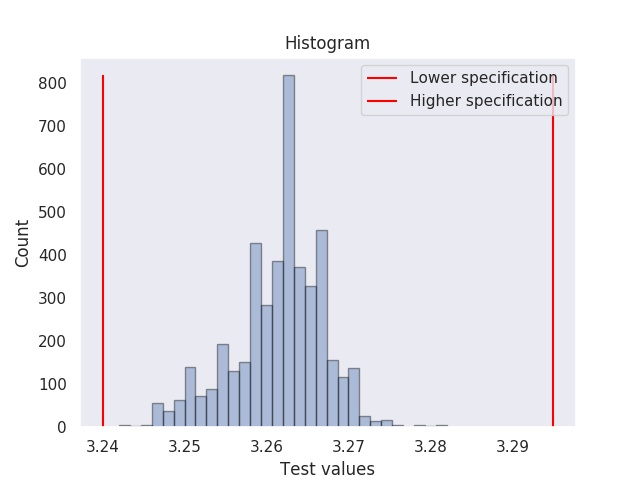 Histogram
Lower specification
Higher specification
800
700
600
500
400
300
200
100
0
Count
3.24 3.25 3.26 3.27 3.28 3.29
Test values